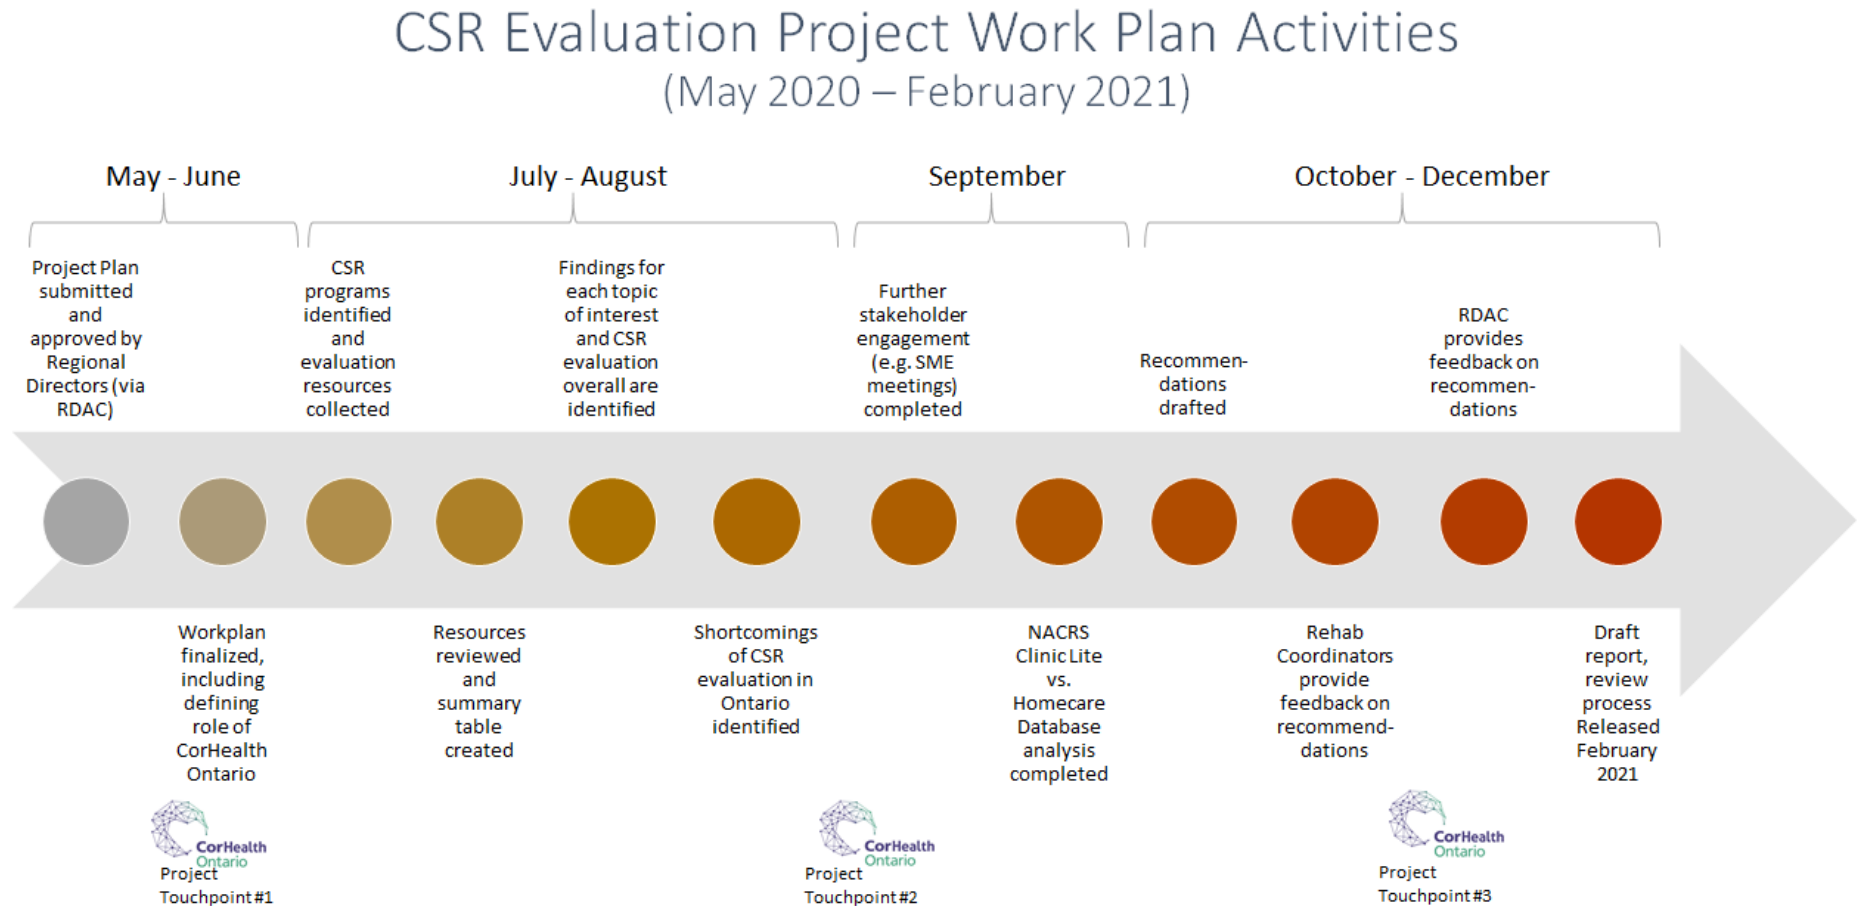 CSR Evaluation Project Work Plan Activities
(May 2020 – February 2021)
May - June
July - August
September
October - December
Project Plan
submitted
and
approved by
Regional
Directors (via
RDAC)
CSR
programs
identified
and
evaluation
resources
collected
Findings for
each topic
of interest
and CSR
evaluation
overall are
identified
Further
stakeholder
engagement
(e.g. SME
meetings)
completed
Recommen-
dations
drafted
RDAC
provides
feedback on
recommen-
dations
Workplan
finalized,
including
defining
role of
CorHealth
Ontario
Resources
reviewed
and
summary
table
created
Shortcomings
of CSR
evaluation in
Ontario
identified
NACRS
Clinic Lite
vs.
Homecare
Database
analysis
completed
Rehab
Coordinators
provide
feedback on
recommend-
dations
Draft
report,
review
process
Released
February
2021
CorHealth
Ontario
Project
Touchpoint #1
CorHealth
Ontario
Project
Touchpoint #2
CorHealth
Ontario
Project
Touchpoint #3